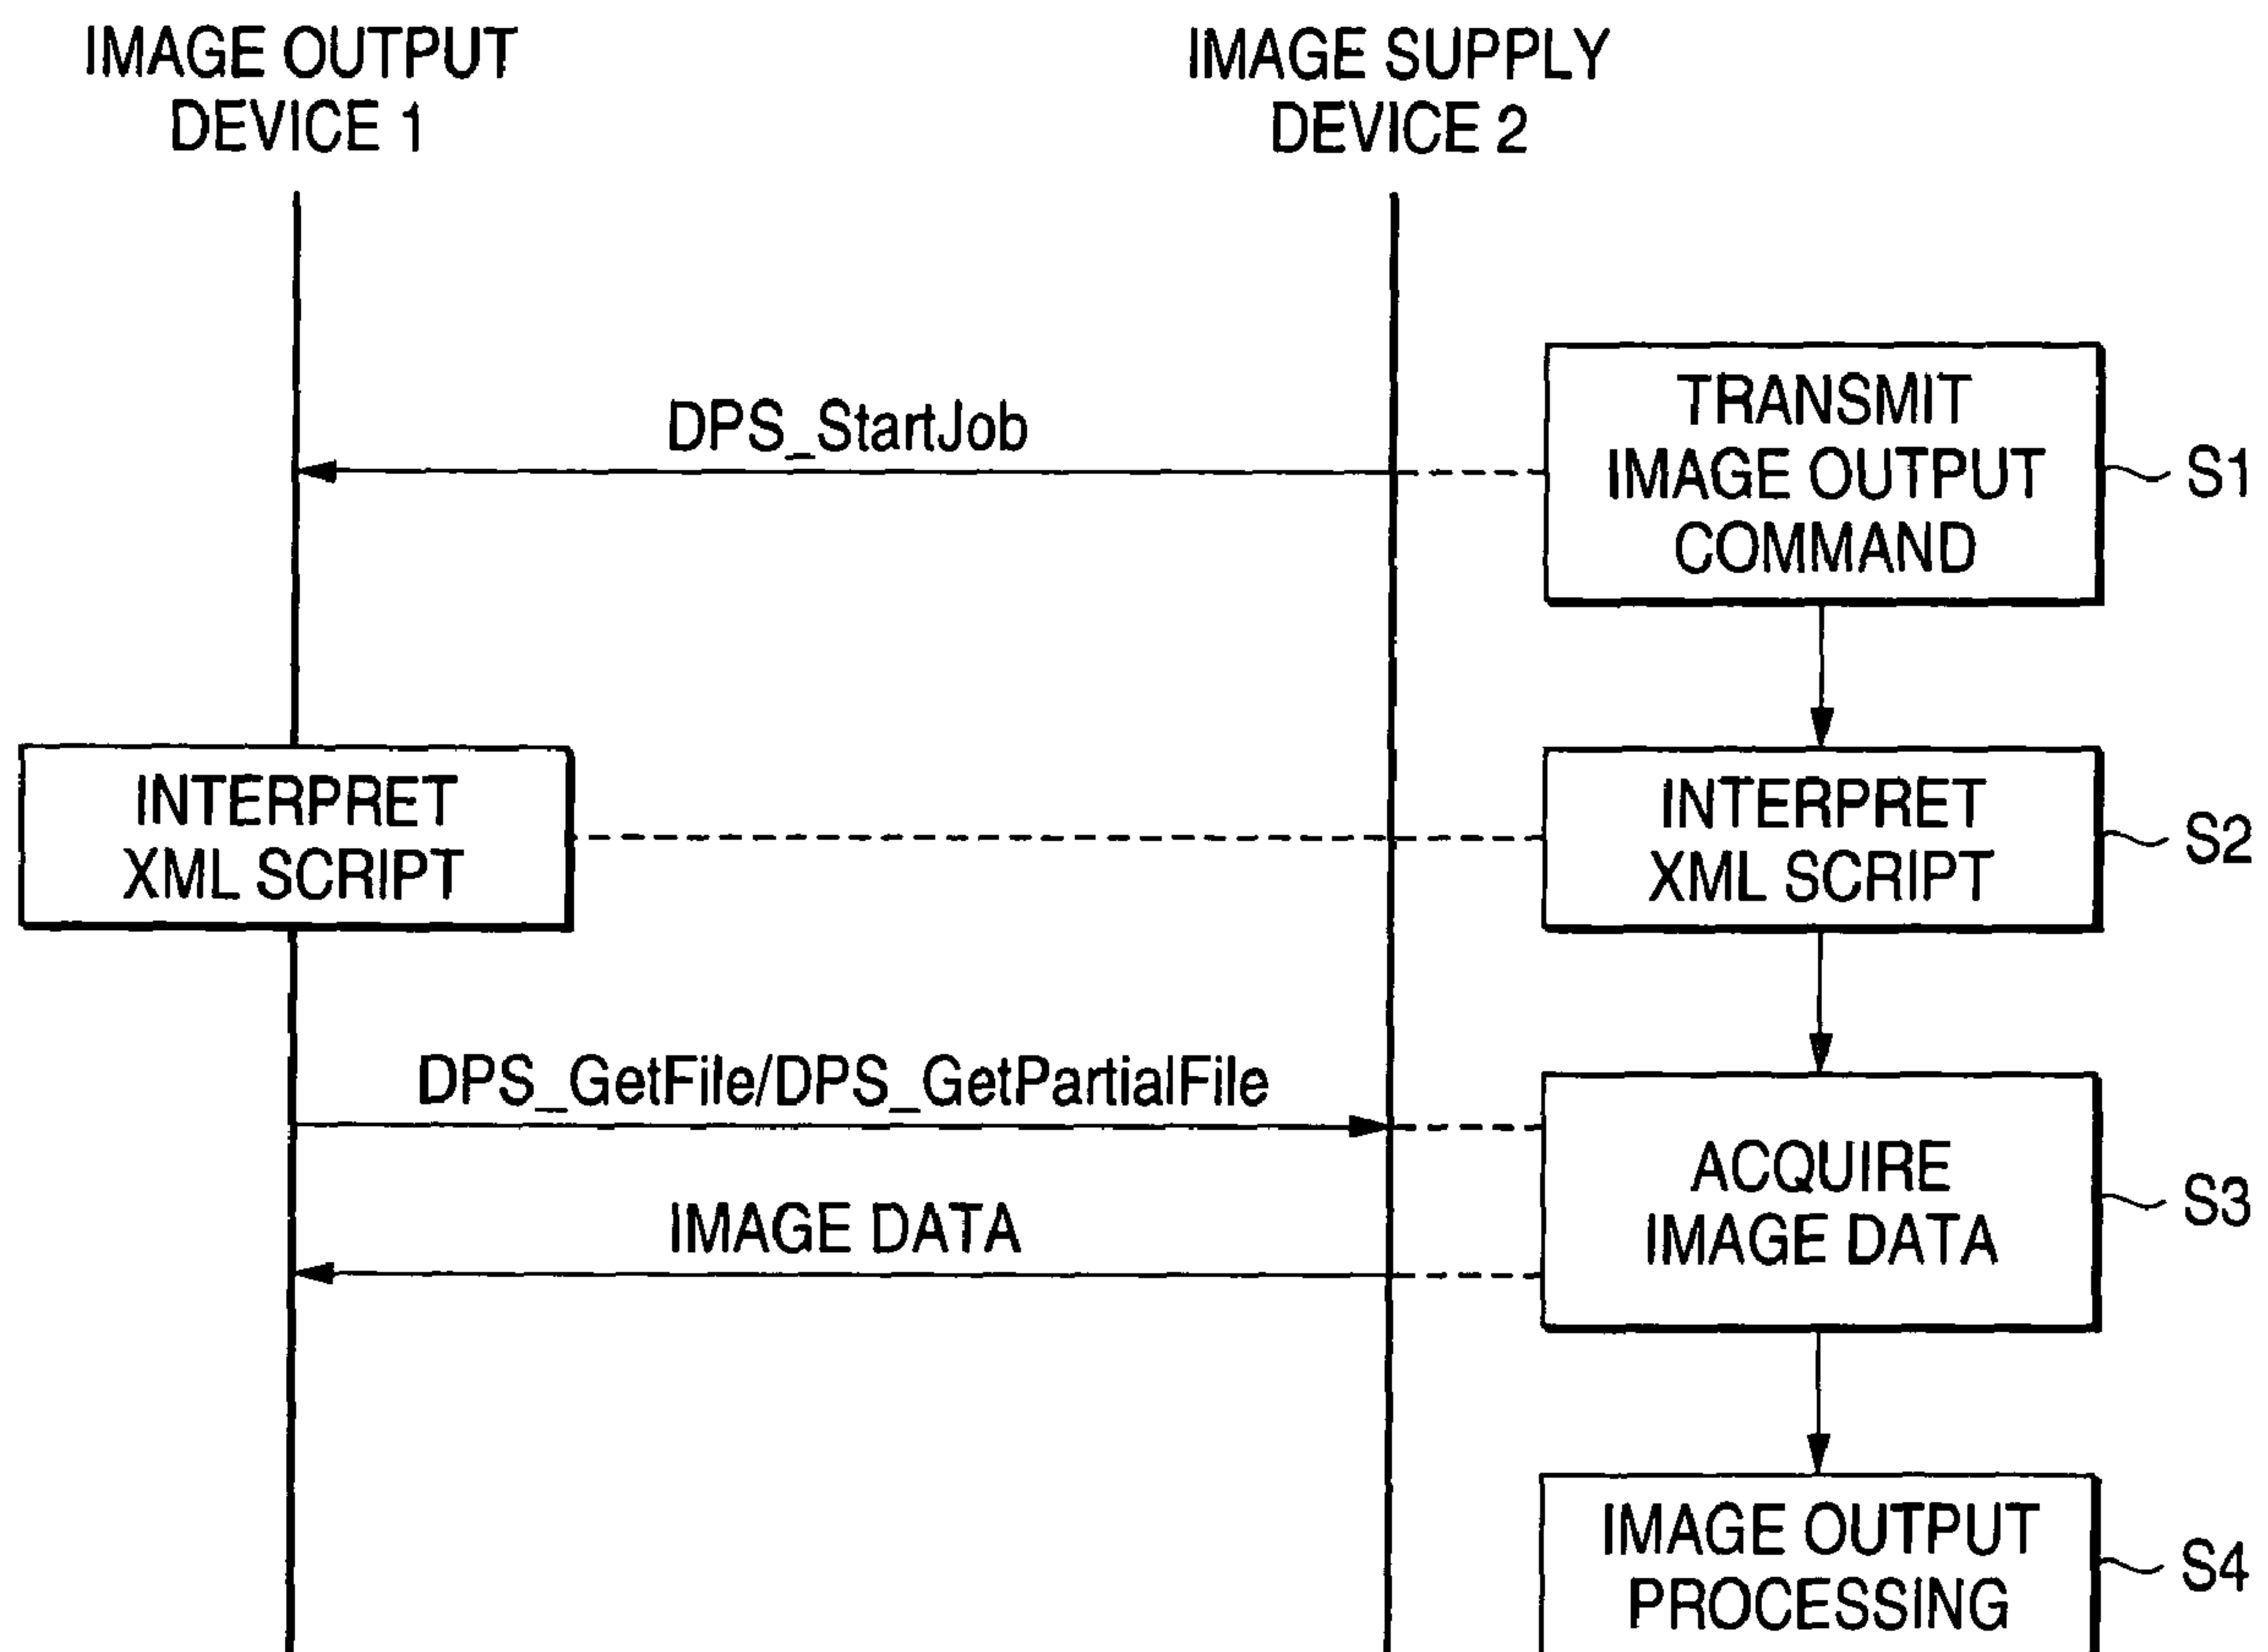 IMAGE OUTPUT
DEVICE 1
IMAGE SUPPLY
DEVICE 2
DPS_StartJob
TRANSMIT
IMAGE OUTPUT
COMMAND
S1
INTERPRET
XML SCRIPT
INTERPRET
XML SCRIPT
S2
DPS_GetFile/DPS_GetPartialFile
IMAGE DATA
ACQUIRE
IMAGE DATA
S3
IMAGE OUTPUT
PROCESSING
S4